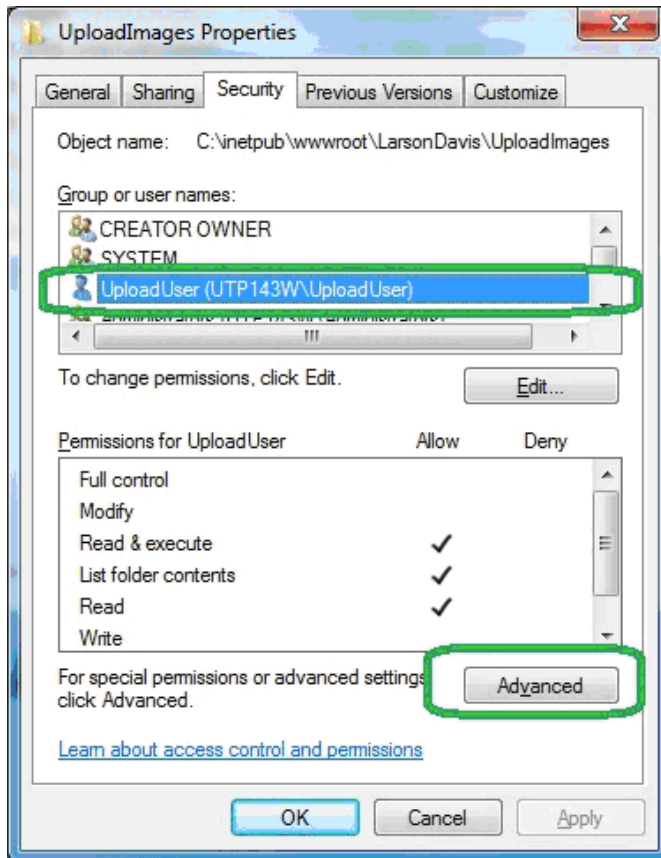 UploadImages Properties
General Sharing Security Previous Versions Customize
Object name: C:\inetpub\wwwroot\LarsonDavis\UploadImages
Group or user names:
CREATOR OWNER
SYSTEM
UploadUser (UTP143W\UploadUser)
To change permissions, click Edit.
Edit...
Permissions for UploadUser Allow Deny
Full control
Modify
Read & execute
List folder contents
Read
Write
For special permissions or advanced settings
click Advanced.
Advanced
Learn about access control and permissions
OK Cancel Apply